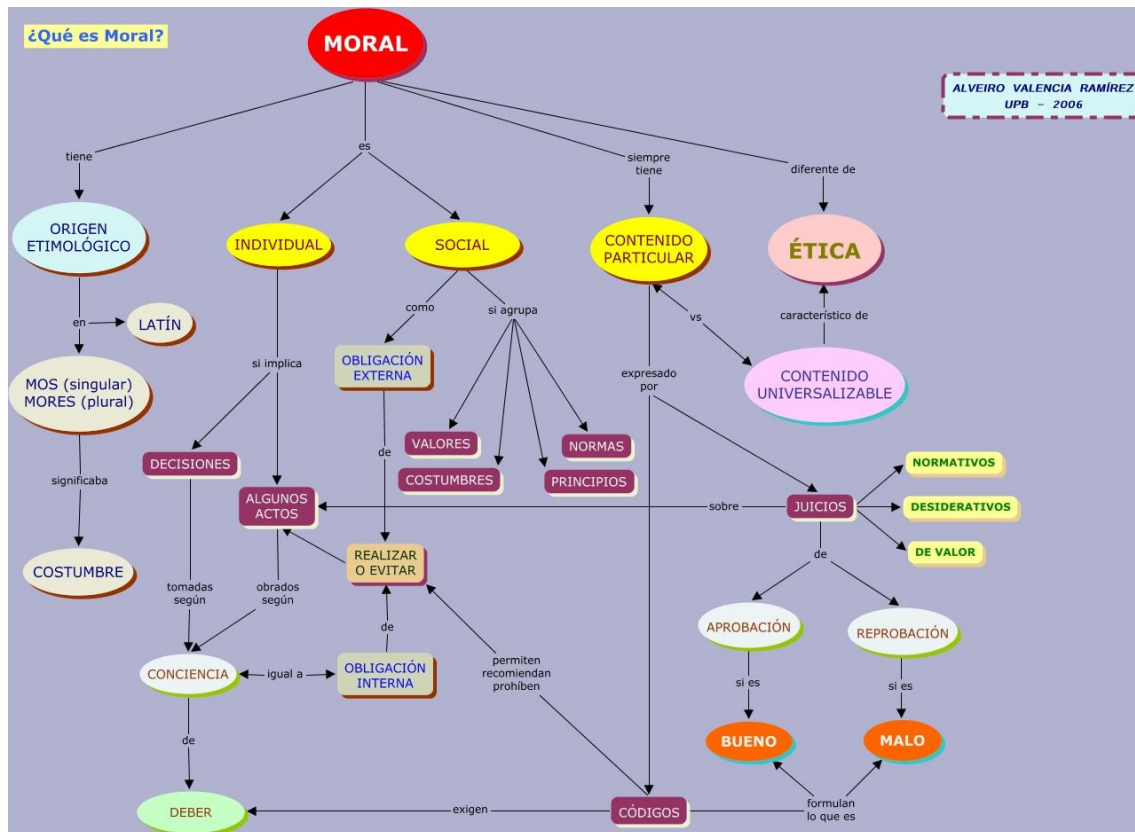 ¿Qué es Moral?
MORAL
ALVEIRO VALENCIA RAMÍREZ
UPB – 2006
tiene
es
siempre
tiene
diferente de
ORIGEN
ETIMOLÓGICO
INDIVIDUAL
SOCIAL
CONTENIDO
PARTICULAR
ÉTICA
en
LATÍN
como
si agrupa
vs
característico de
MOS (singular)
MORES (plural)
si implica
OBLIGACIÓN
EXTERNA
expresado
por
CONTENIDO
UNIVERSALIZABLE
significaba
DECISIONES
de
VALORES
NORMAS
COSTUMBRES
PRINCIPIOS
NORMATIVOS
ALGUNOS
ACTOS
sobre
JUICIOS
DESIDERATIVOS
DE VALOR
COSTUMBRE
tomadas
según
obrados
según
REALIZAR
O EVITAR
de
de
APROBACIÓN
REPROBACIÓN
CONCIENCIA
igual a
OBLIGACIÓN
INTERNA
permiten
recomiendan
prohíben
si es
si es
de
BUENO
MALO
DEBER
exigen
CÓDIGOS
formulan
lo que es